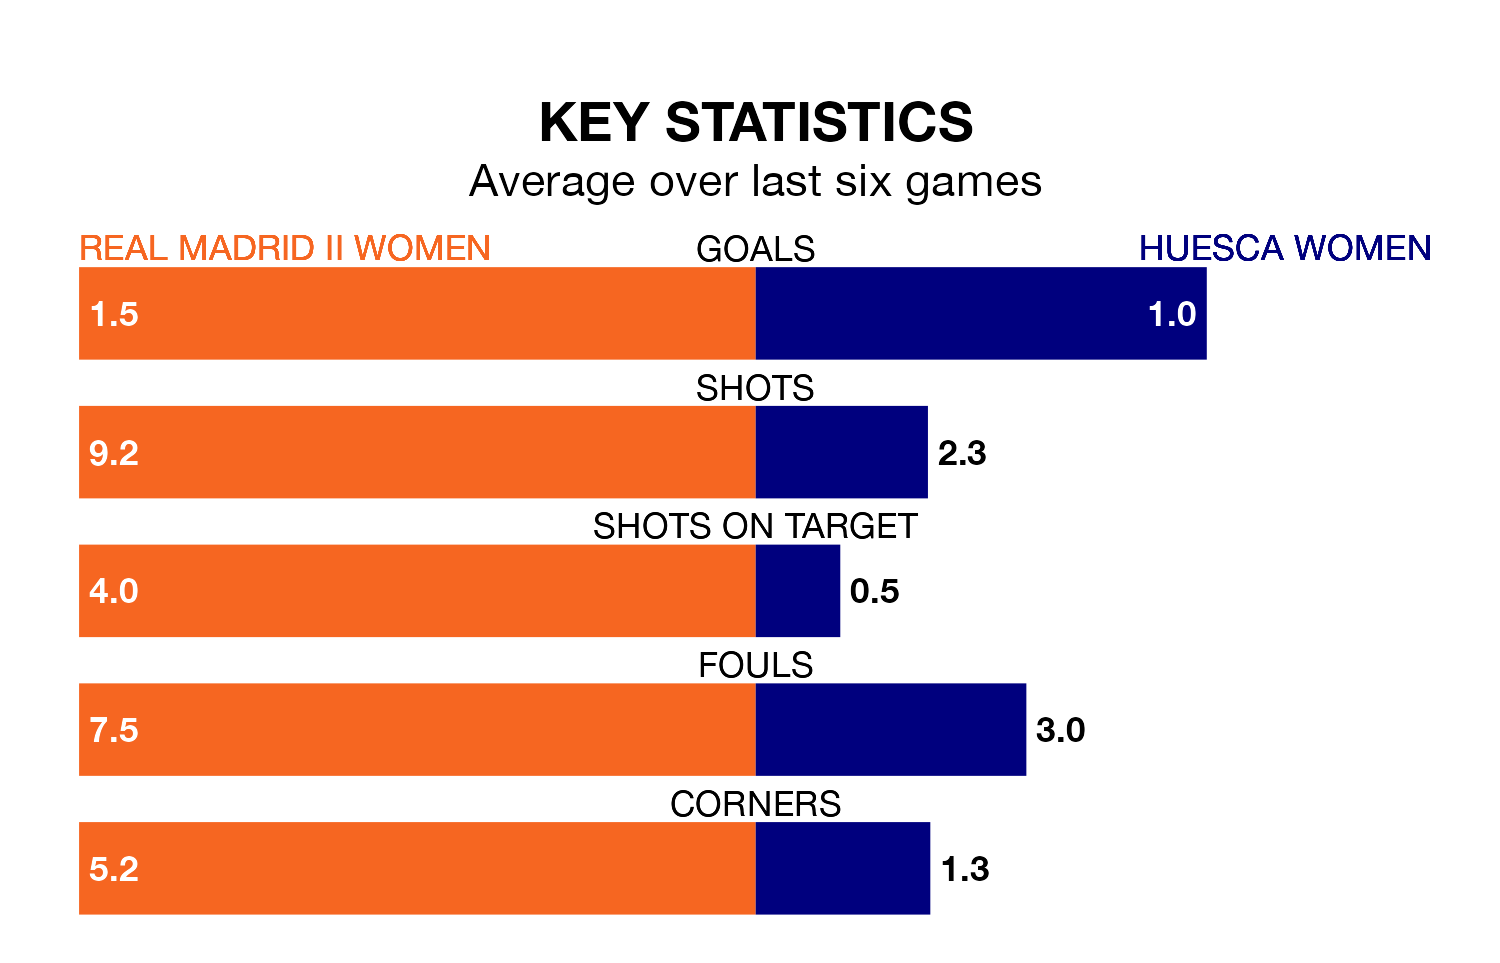 KEY STATISTICS
Average over last six games
REAL MADRID II WOMEN GOALS HUESCA WOMEN
1.5 1.0
SHOTS
9.2 2.3
SHOTS ON TARGET
4.0 0.5
FOULS
7.5 3.0
CORNERS
5.2 1.3